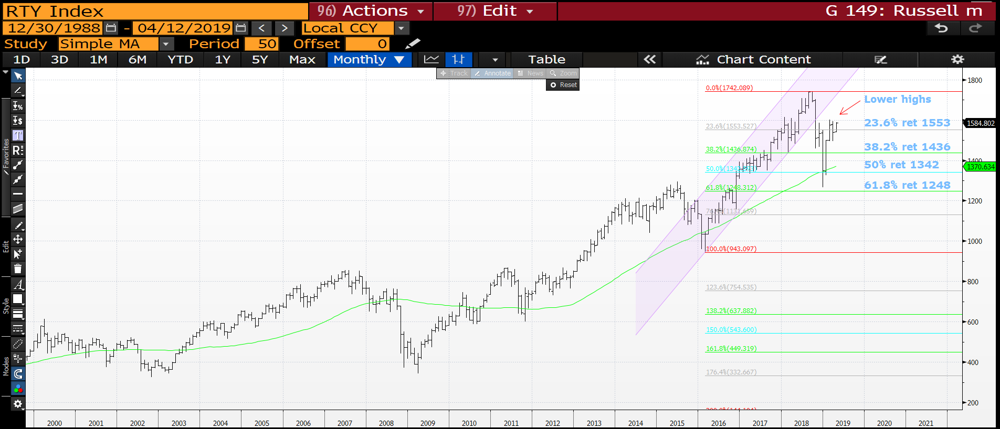 RTY Index 96) Actions 97) Edit G 149: Russell m
12/30/1988 - 04/12/2019 < > Local CCY
Study Simple MA Period 50 Offset 0
1D 3D 1M 6M YTD 1Y 5Y Max Monthly ▼ Table « Chart Content
Track Annotate News Zoom
Reset
Favorites
Edit
Style
Modes
%
$
T
R
A
0.0%(1742.089)
23.6%(1553.527)
38.2%(1436.874)
61.8%(1248.312)
100.0%(943.097)
123.6%(754.535)
138.2%(637.882)
150.0%(543.600)
161.8%(449.319)
176.4%(332.667)
Lower highs
23.6% ret 1553
38.2% ret 1436
50% ret 1342
61.8% ret 1248
1800
1584.802
1400
1370.634
1200
1000
800
600
400
200
2000 2001 2002 2003 2004 2005 2006 2007 2008 2009 2010 2011 2012 2013 2014 2015 2016 2017 2018 2019 2020 2021